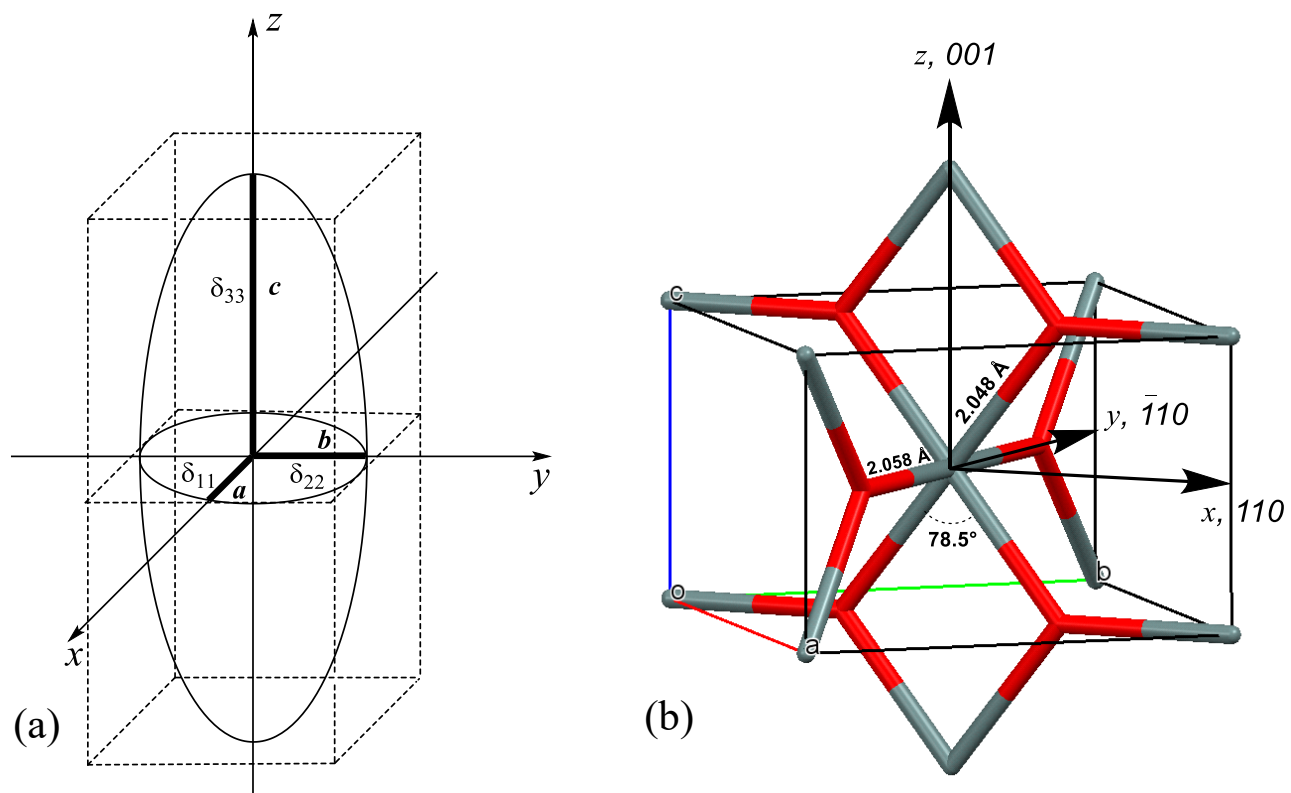 z
δ33
c
b
δ11
a
δ22
y
x
(a)
z, 001
c
2.048 Å
y, 1̄10
2.058 Å
x, 110
78.5°
o
b
a
(b)